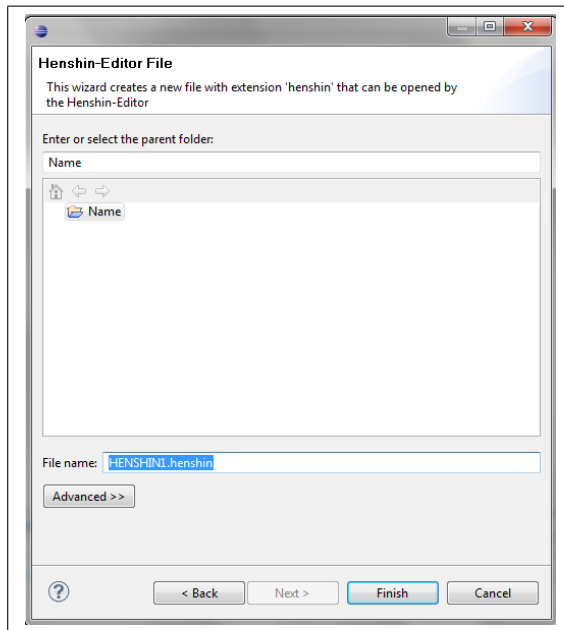 Henshin-Editor File
This wizard creates a new file with extension 'henshin' that can be opened by
the Henshin-Editor
Enter or select the parent folder:
Name
Name
File name: HENSHIN1.henshin
Advanced >>
? < Back Next > Finish Cancel